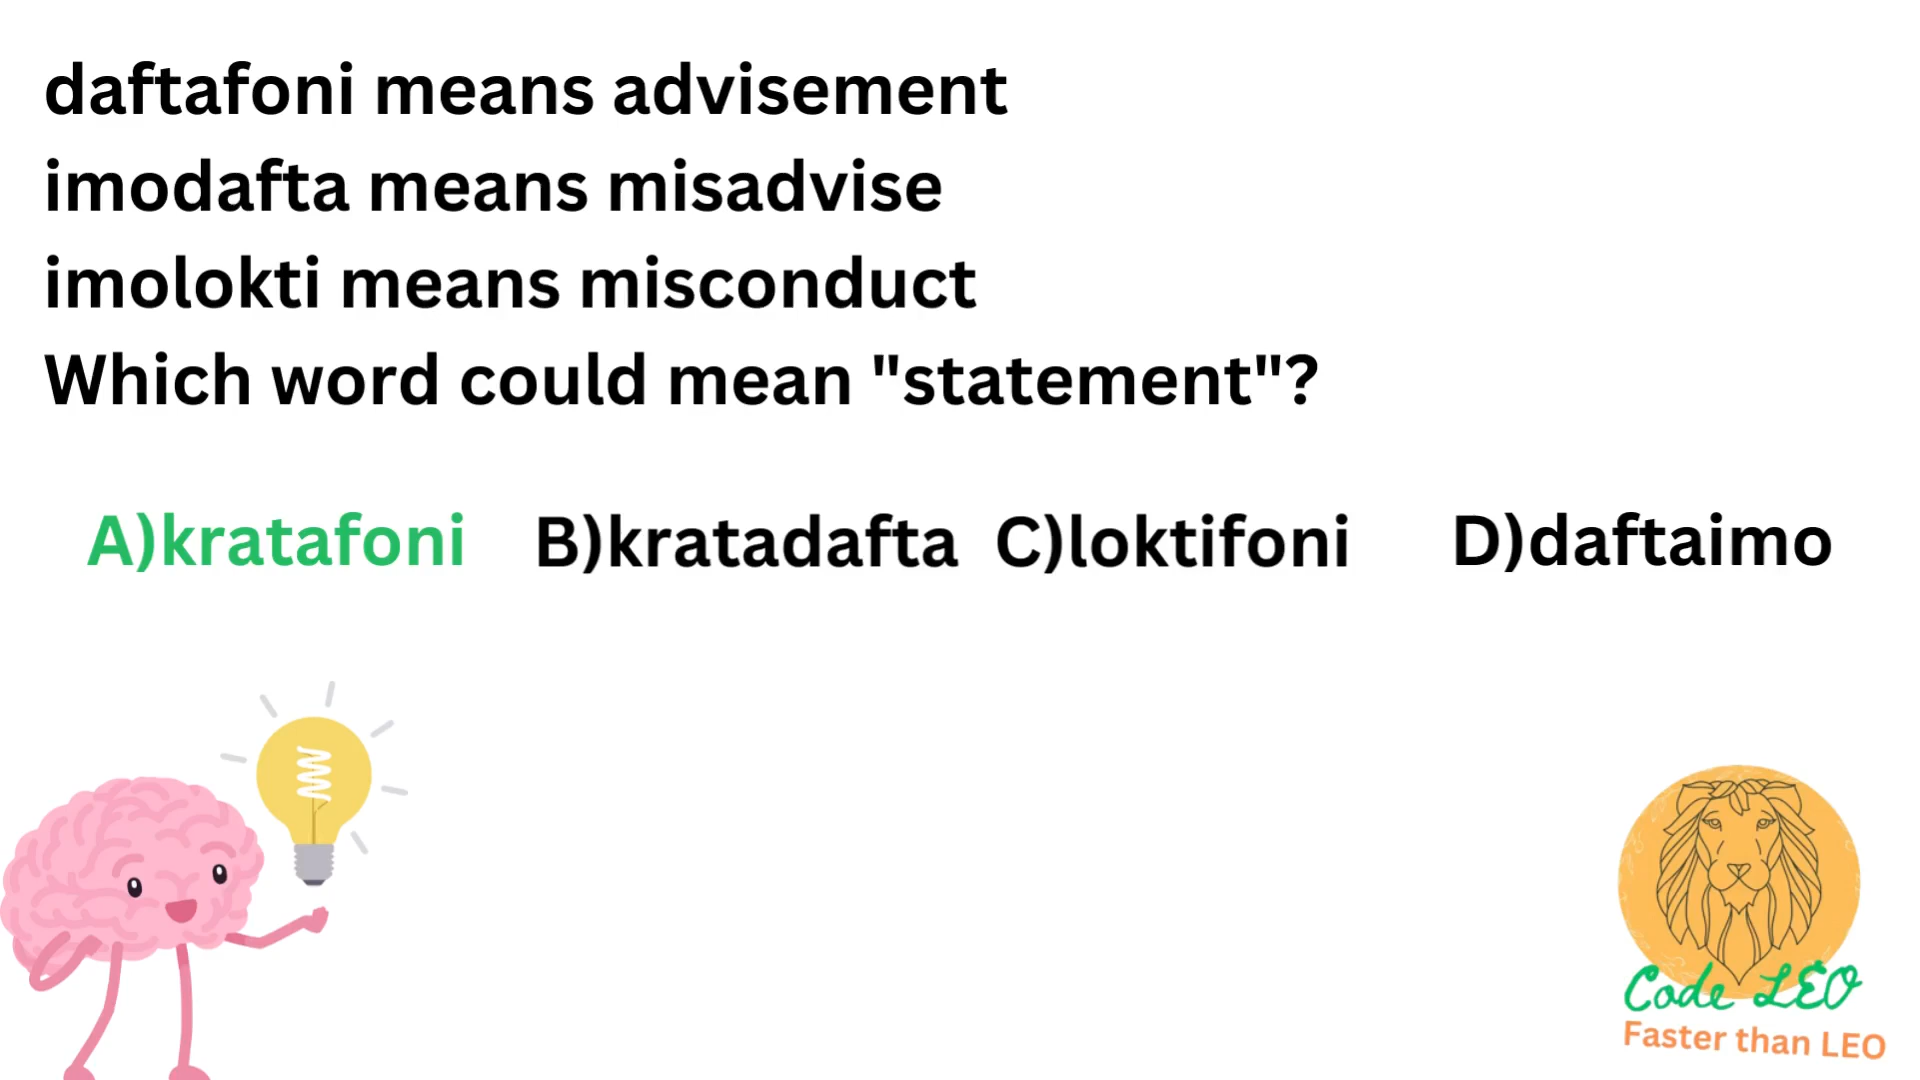 daftafoni means advisement
imodafta means misadvise
imolokti means misconduct
Which word could mean "statement"?
A)kratafoni B)kratadafta C)loktifoni D)daftaimo
Code LEO
Faster than LEO